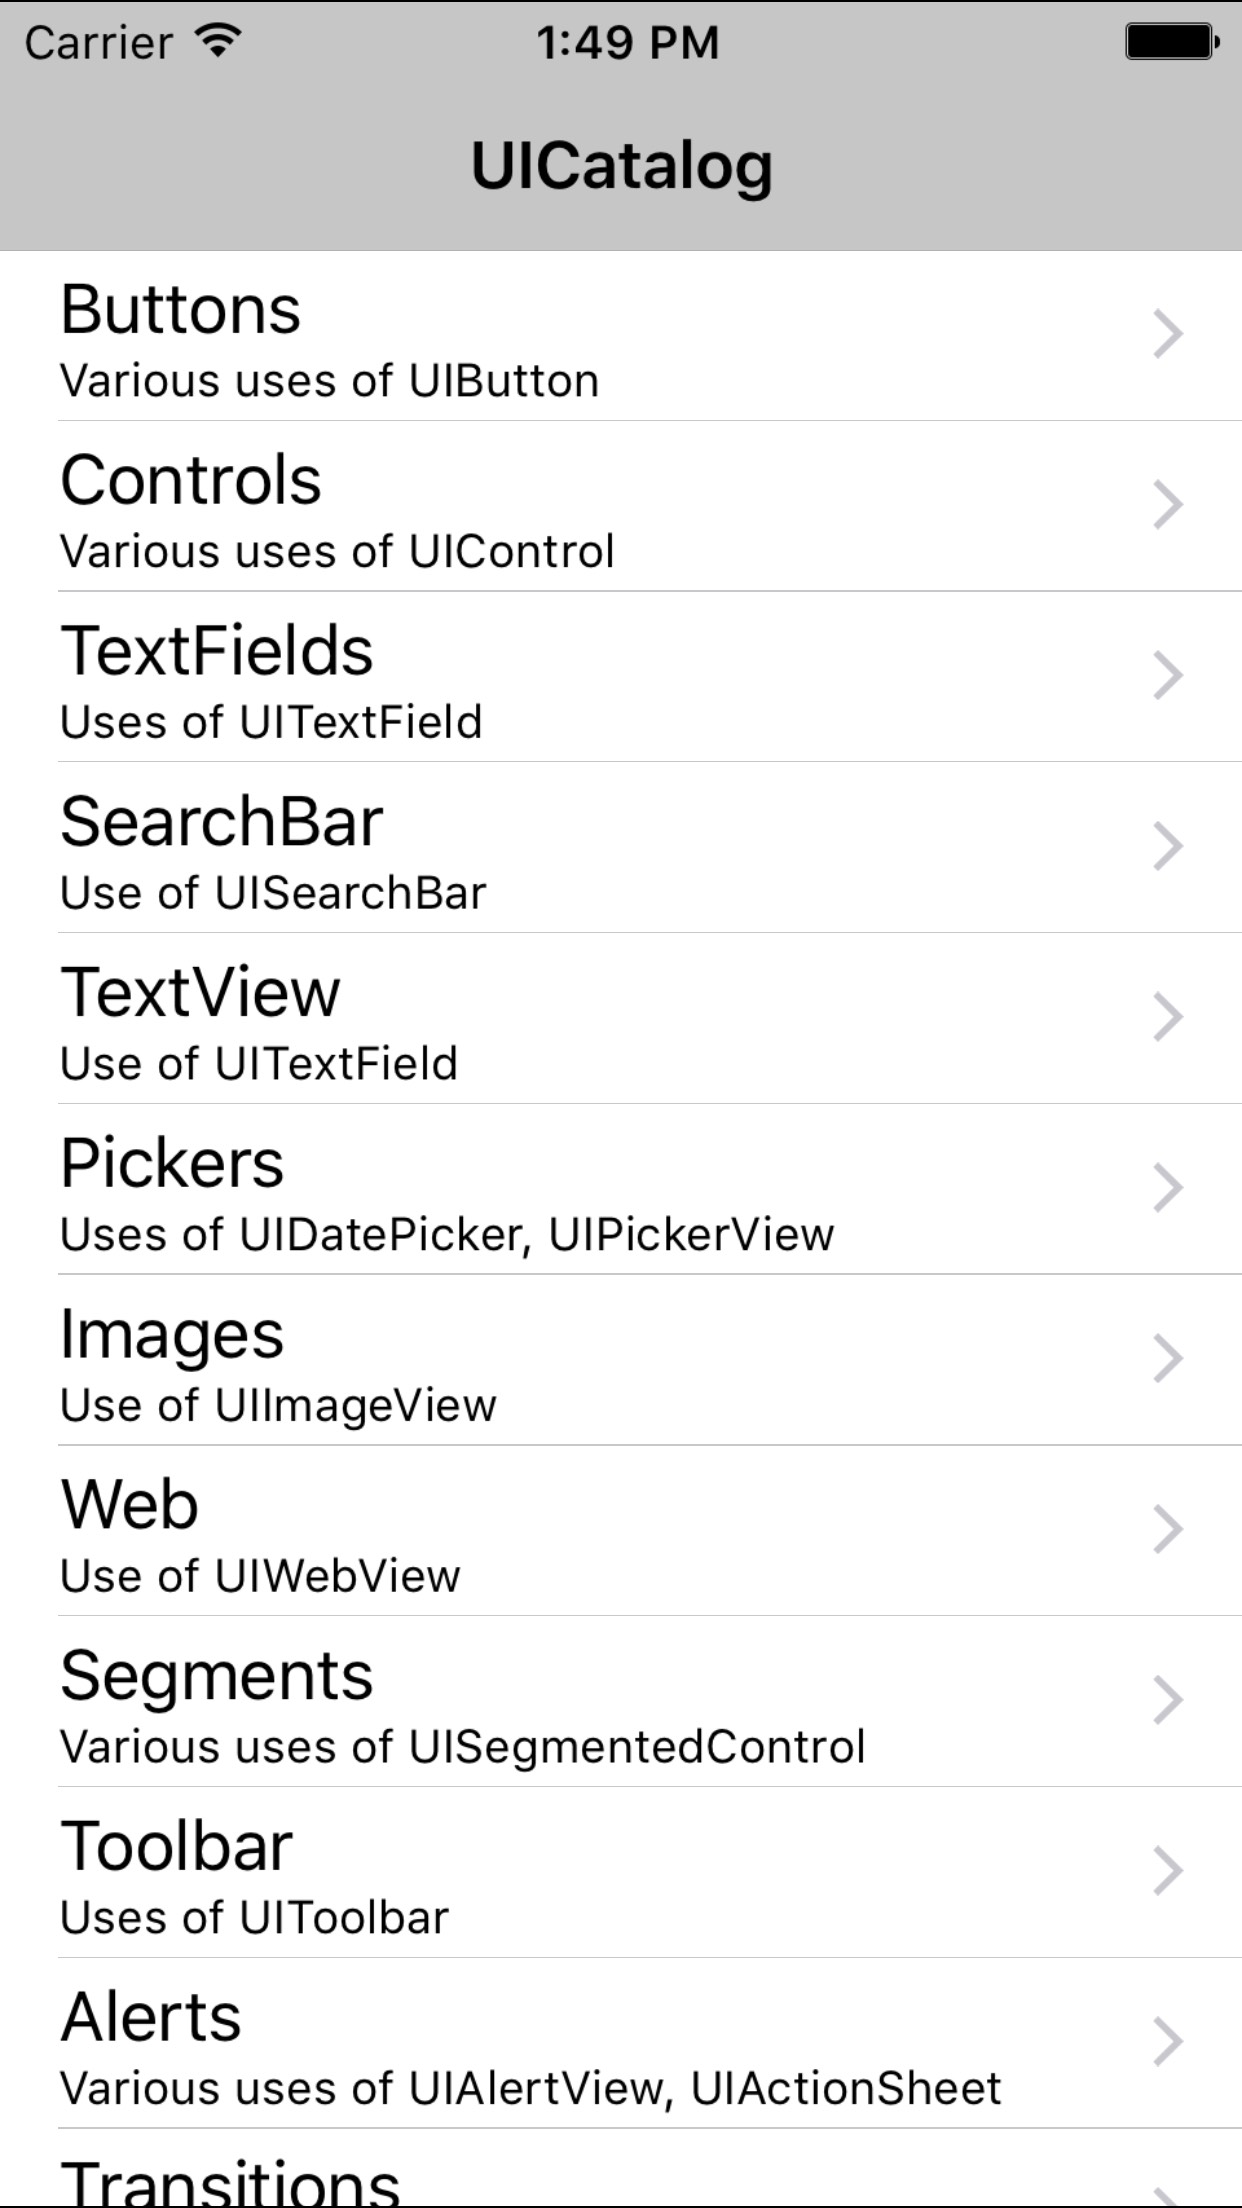 Carrier
1:49 PM
UICatalog
Buttons
Various uses of UIButton
Controls
Various uses of UIControl
TextFields
Uses of UITextField
SearchBar
Use of UISearchBar
TextView
Use of UITextField
Pickers
Uses of UIDatePicker, UIPickerView
Images
Use of UIImageView
Web
Use of UIWebView
Segments
Various uses of UISegmentedControl
Toolbar
Uses of UIToolbar
Alerts
Various uses of UIAlertView, UIActionSheet
Transitions